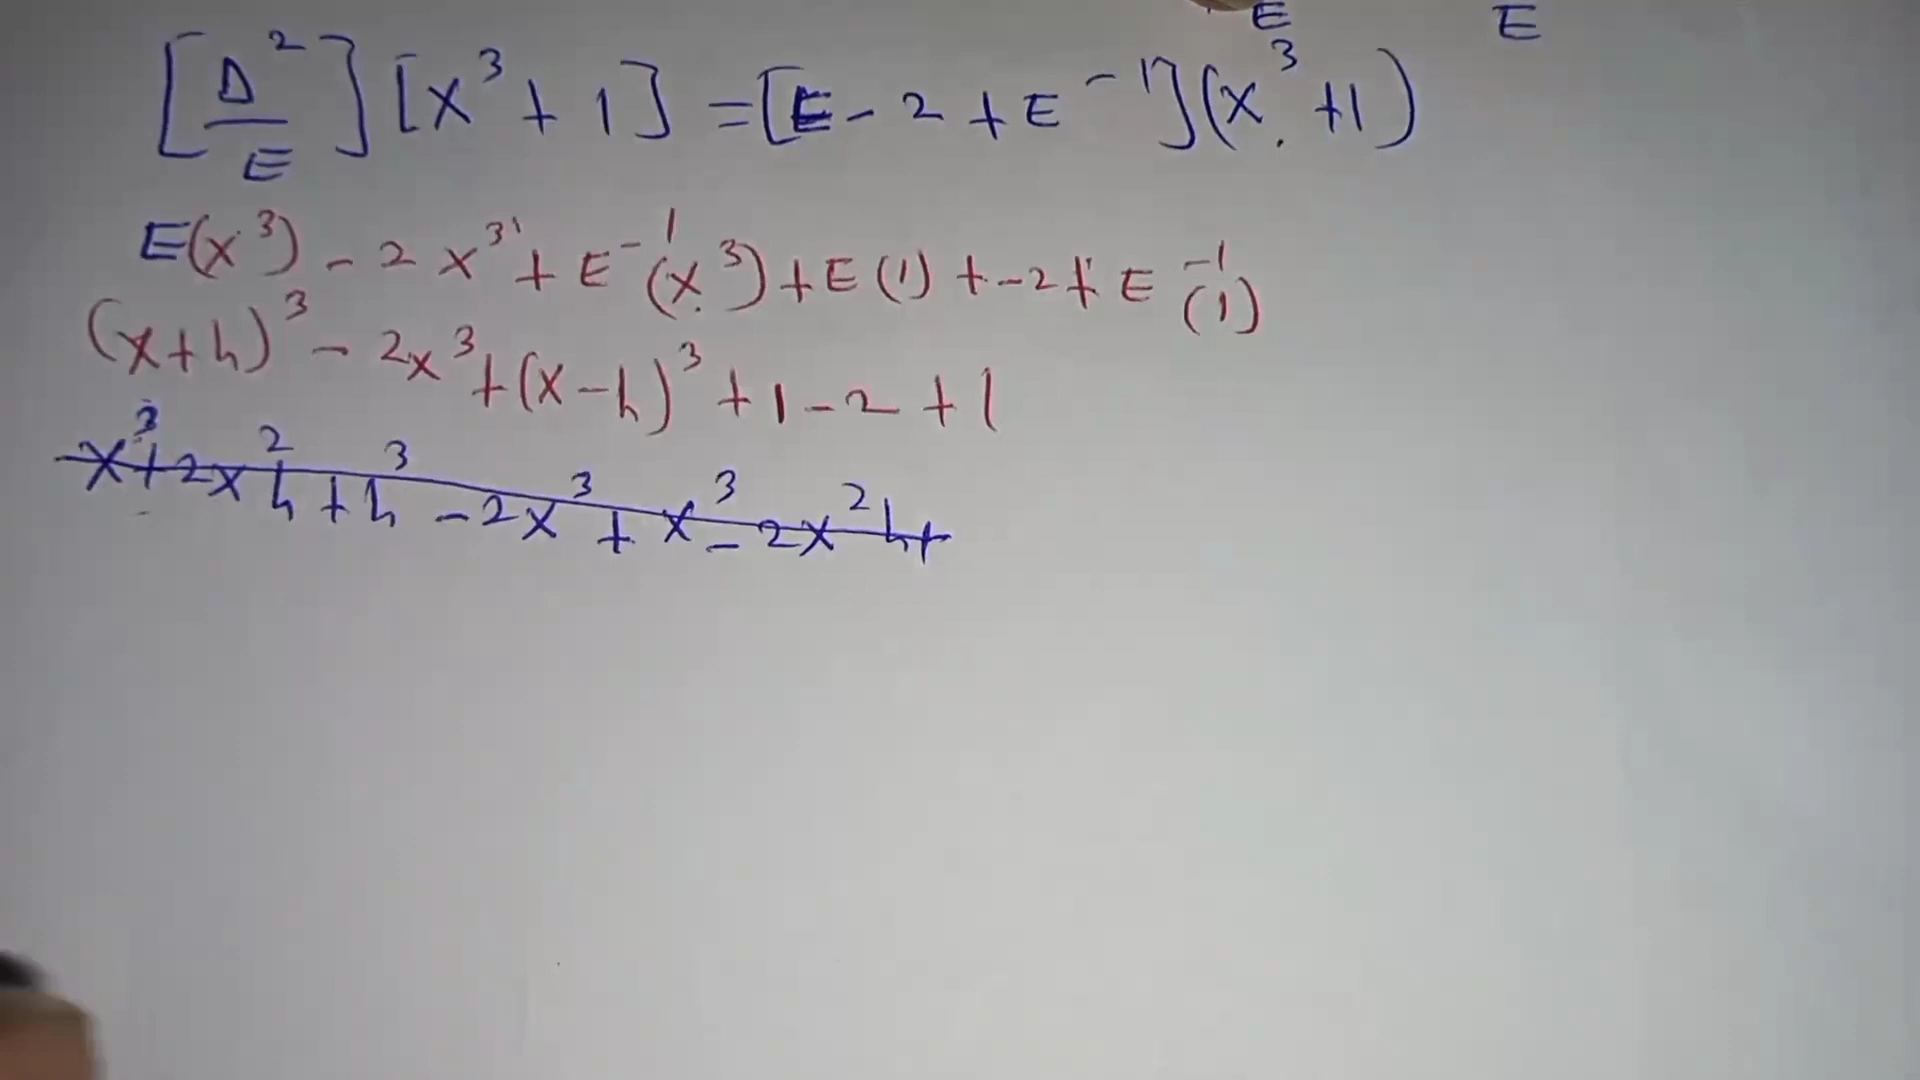 E E
[Δ²/E] [x³ + 1] = [E - 2 + E⁻¹](x³ + 1)
E(x³) - 2x³ + E⁻¹(x³) + E(1) + -2 + E⁻¹(1)
(x+h)³ - 2x³ + (x-h)³ + 1 - 2 + 1
x³ + 2x²h + h³ - 2x³ + x³ - 2x²h +